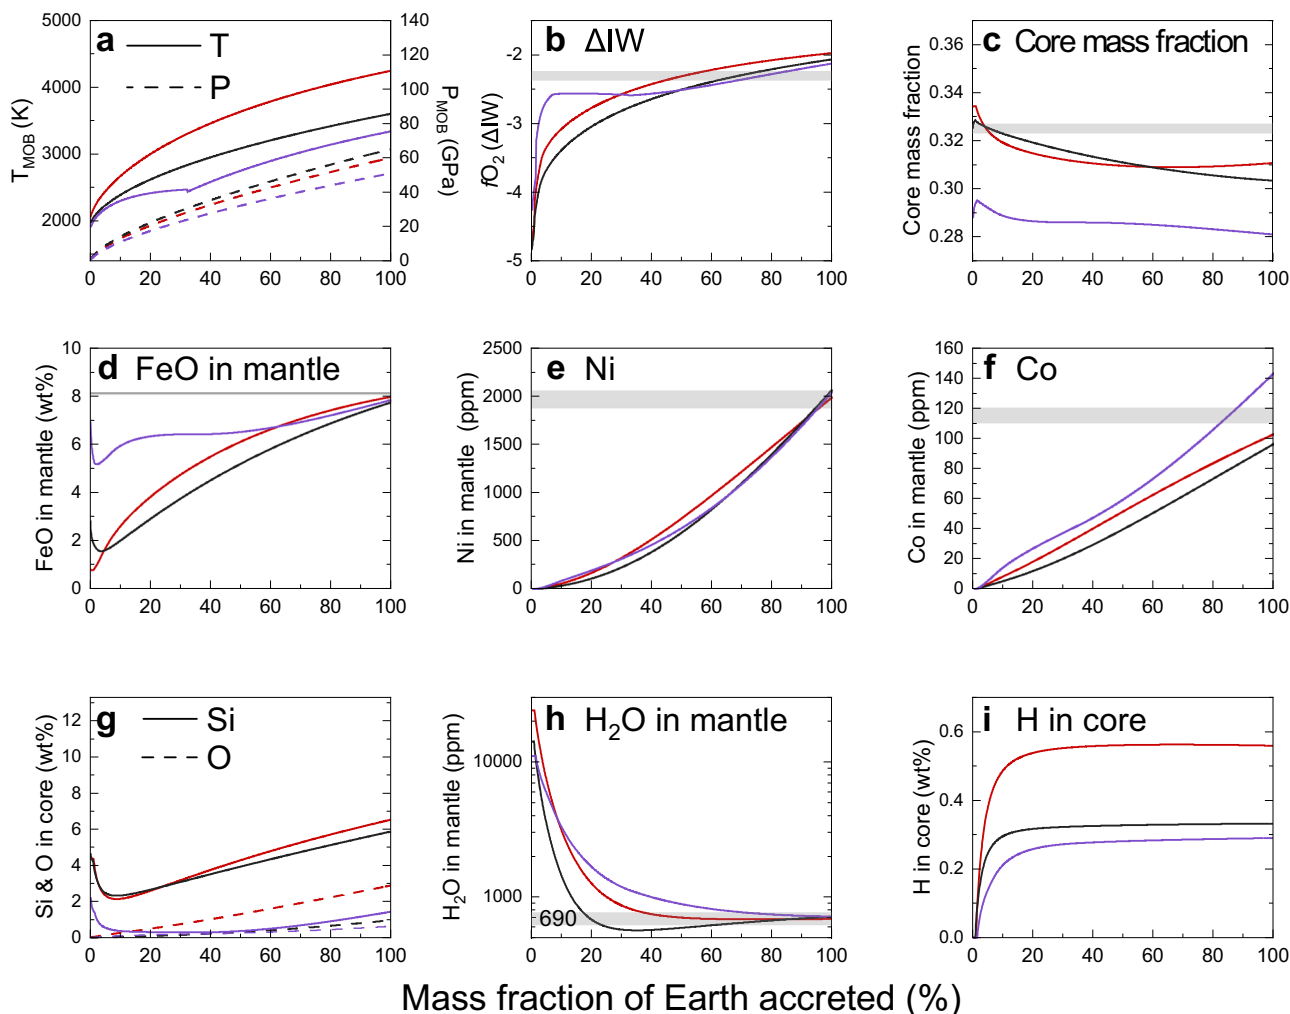 a
T
P
5000
4000
3000
2000
140
120
100
80
60
40
20
0
0 20 40 60 80 100
T_MOB (K)
P_MOB (GPa)
b ΔIW
-2
-3
-4
-5
0 20 40 60 80 100
fO₂ (ΔIW)
c Core mass fraction
0.36
0.34
0.32
0.30
0.28
0 20 40 60 80 100
Core mass fraction
d FeO in mantle
10
8
6
4
2
0
0 20 40 60 80 100
FeO in mantle (wt%)
e Ni
2500
2000
1500
1000
500
0
0 20 40 60 80 100
Ni in mantle (ppm)
f Co
160
140
120
100
80
60
40
20
0
0 20 40 60 80 100
Co in mantle (ppm)
g
Si
O
12
10
8
6
4
2
0
0 20 40 60 80 100
Si & O in core (wt%)
h H₂O in mantle
10000
1000
690
0 20 40 60 80 100
H₂O in mantle (ppm)
i H in core
0.6
0.4
0.2
0.0
0 20 40 60 80 100
H in core (wt%)
Mass fraction of Earth accreted (%)